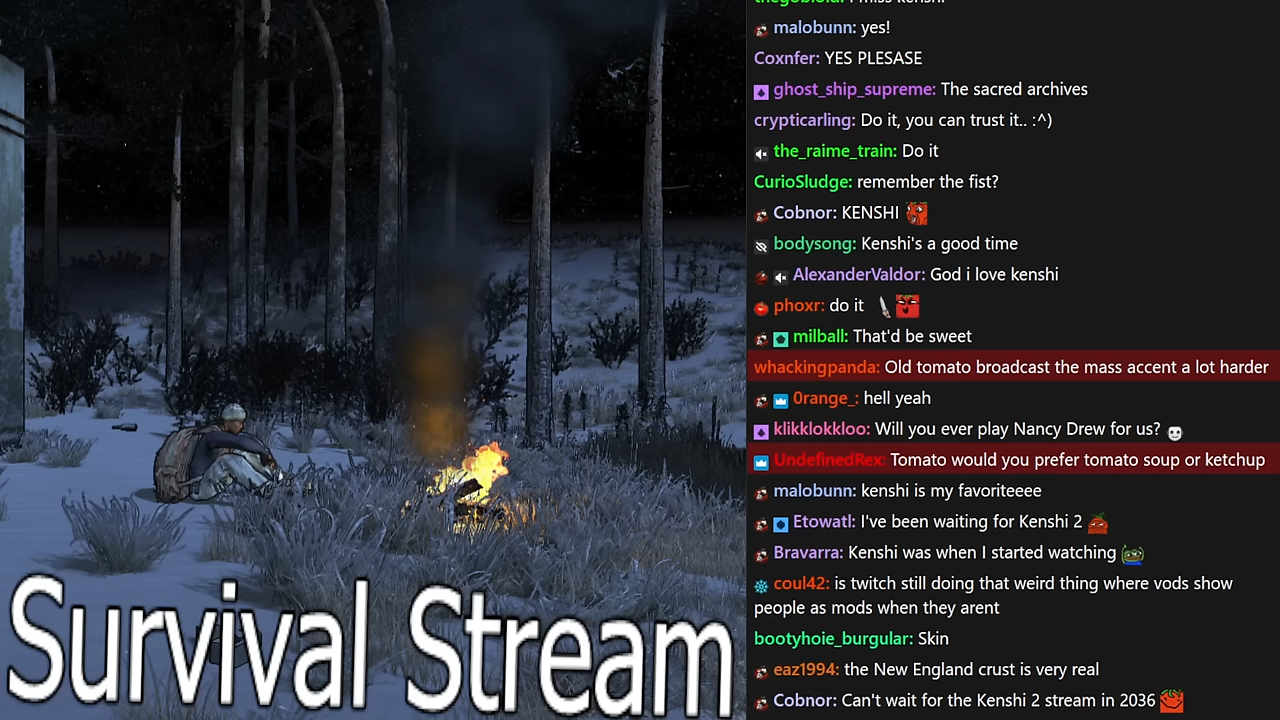 thegobloid: I miss kenshi
malobunn: yes!
Coxnfer: YES PLESASE
ghost_ship_supreme: The sacred archives
crypticarling: Do it, you can trust it.. :^)
the_raime_train: Do it
CurioSludge: remember the fist?
Cobnor: KENSHI
bodysong: Kenshi's a good time
AlexanderValdor: God i love kenshi
phoxr: do it
milball: That'd be sweet
whackingpanda: Old tomato broadcast the mass accent a lot harder
0range_: hell yeah
klikklokkloo: Will you ever play Nancy Drew for us?
UndefinedRex: Tomato would you prefer tomato soup or ketchup
malobunn: kenshi is my favoriteeee
Etowatl: I've been waiting for Kenshi 2
Bravarra: Kenshi was when I started watching
coul42: is twitch still doing that weird thing where vods show
people as mods when they arent
bootyhoie_burgular: Skin
eaz1994: the New England crust is very real
Cobnor: Can't wait for the Kenshi 2 stream in 2036
Survival Stream